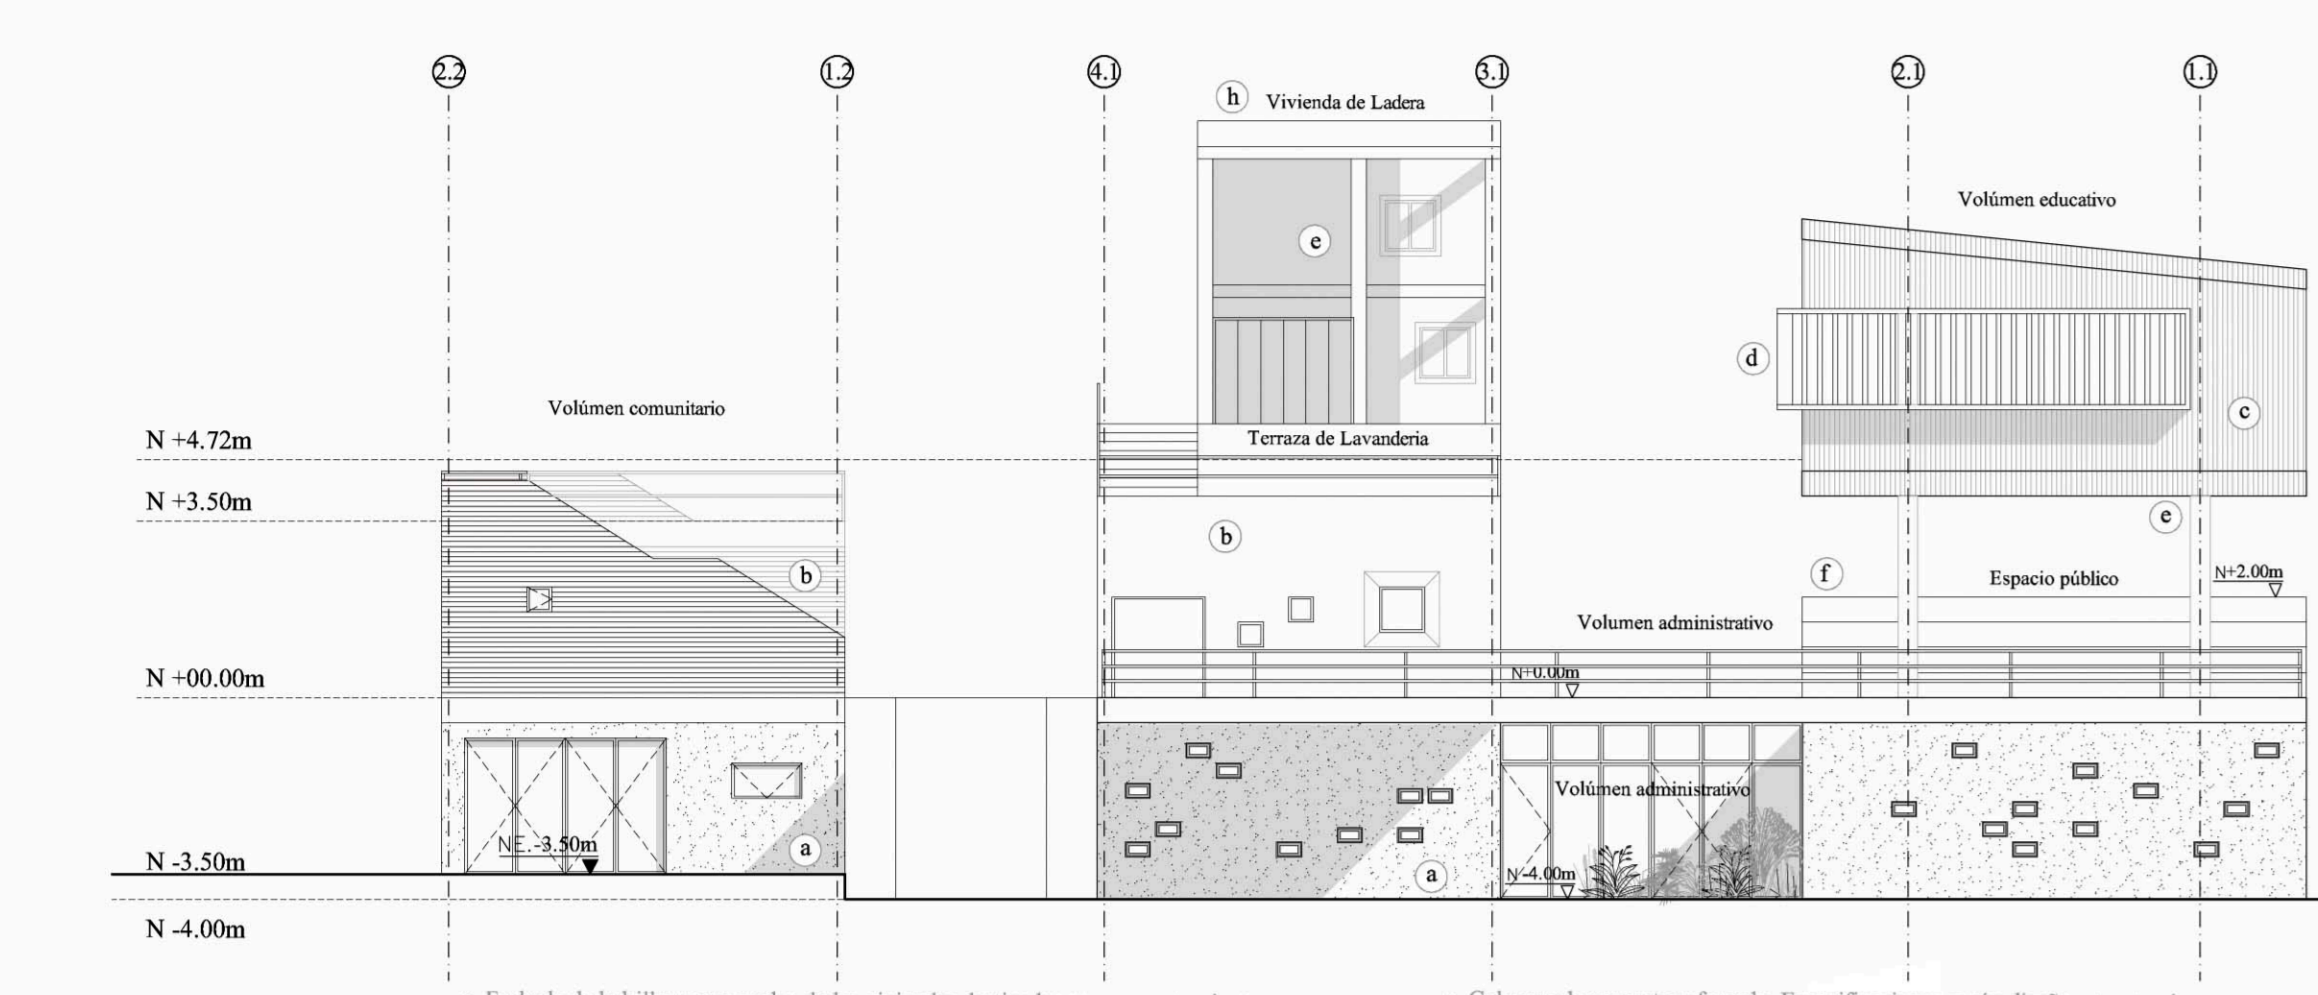 2.2
1.2
4.1
3.1
2.1
1.1
h
Vivienda de Ladera
Volúmen educativo
e
d
c
Volúmen comunitario
N +4.72m
Terraza de Lavanderia
N +3.50m
e
b
b
f
Espacio público
N+2.00m
Volumen administrativo
N +00.00m
N+0.00m
Volúmen administrativo
NE.-3.50m
a
N -3.50m
a
N -4.00m
N -4.00m